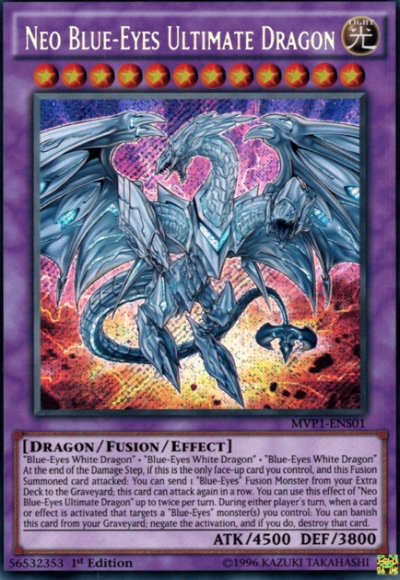 Neo Blue-Eyes Ultimate Dragon
LIGHT
光
MVP1-ENS01
[Dragon/Fusion/Effect]
"Blue-Eyes White Dragon" + "Blue-Eyes White Dragon" + "Blue-Eyes White Dragon"
At the end of the Damage Step, if this is the only face-up card you control, and this Fusion
Summoned card attacked: You can send 1 "Blue-Eyes" Fusion Monster from your Extra
Deck to the Graveyard; this card can attack again in a row. You can use this effect of "Neo
Blue-Eyes Ultimate Dragon" up to twice per turn. During either player's turn, when a card
or effect is activated that targets a "Blue-Eyes" monster(s) you control: You can banish
this card from your Graveyard; negate the activation, and if you do, destroy that card.
ATK/4500 DEF/3800
56532353 1st Edition ©1996 KAZUKI TAKAHASHI